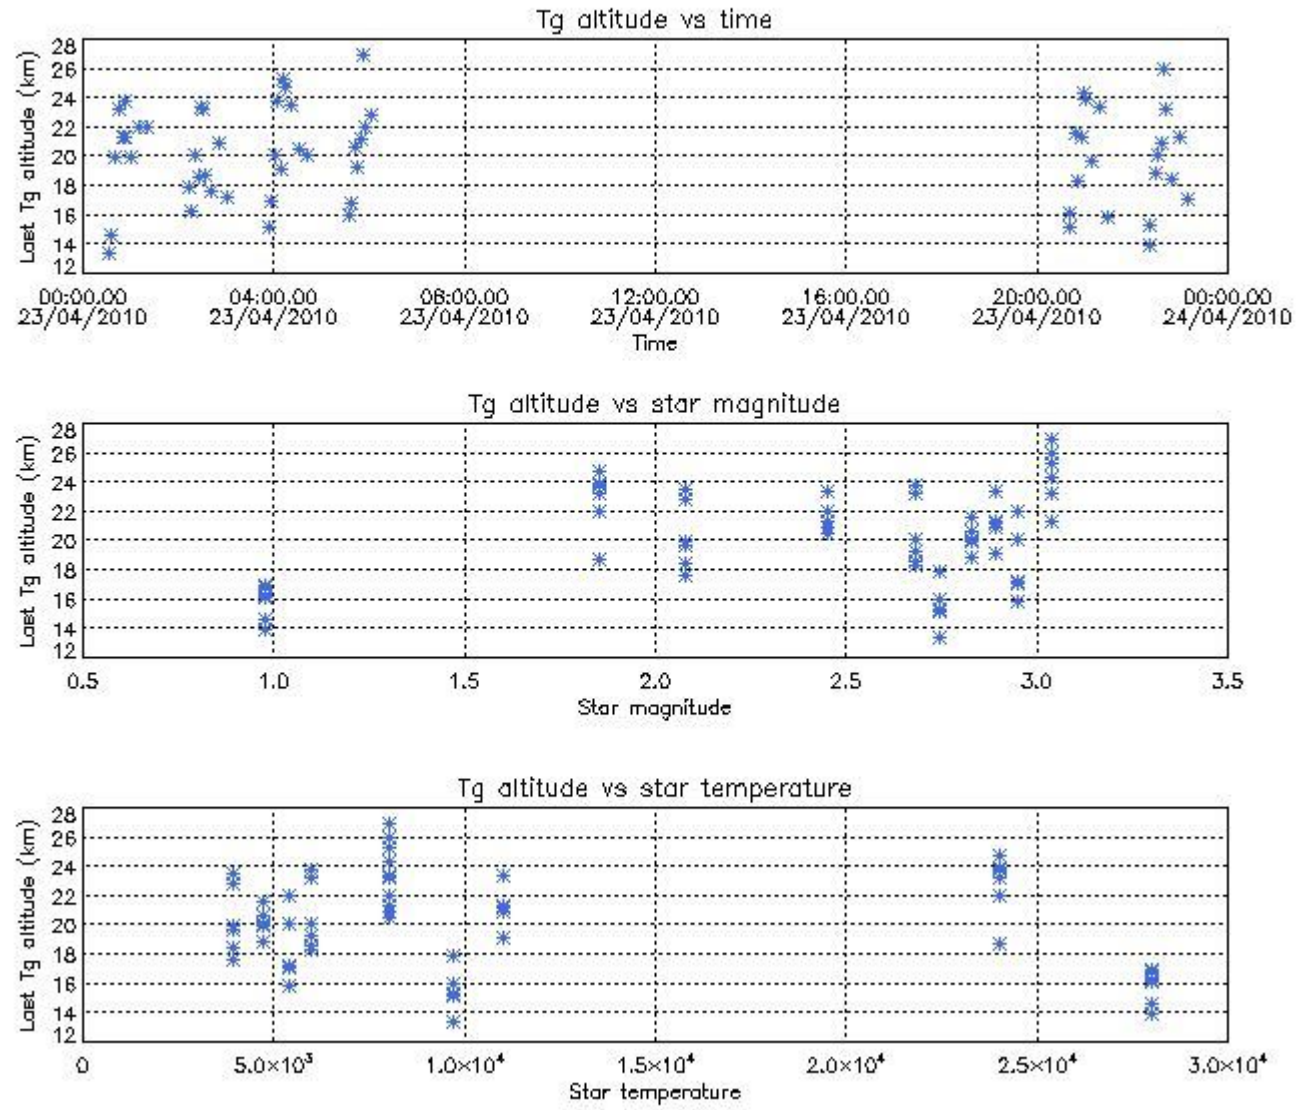 Tg altitude vs time
Last Tg altitude (km)
28
26
24
22
20
18
16
14
12
00:00.00 04:00.00 08:00.00 12:00.00 16:00.00 20:00.00 00:00.00
23/04/2010 23/04/2010 23/04/2010 23/04/2010 23/04/2010 23/04/2010 24/04/2010
Time
Tg altitude vs star magnitude
Last Tg altitude (km)
28
26
24
22
20
18
16
14
12
0.5 1.0 1.5 2.0 2.5 3.0 3.5
Star magnitude
Tg altitude vs star temperature
Last Tg altitude (km)
28
26
24
22
20
18
16
14
12
0 5.0×10³ 1.0×10⁴ 1.5×10⁴ 2.0×10⁴ 2.5×10⁴ 3.0×10⁴
Star temperature